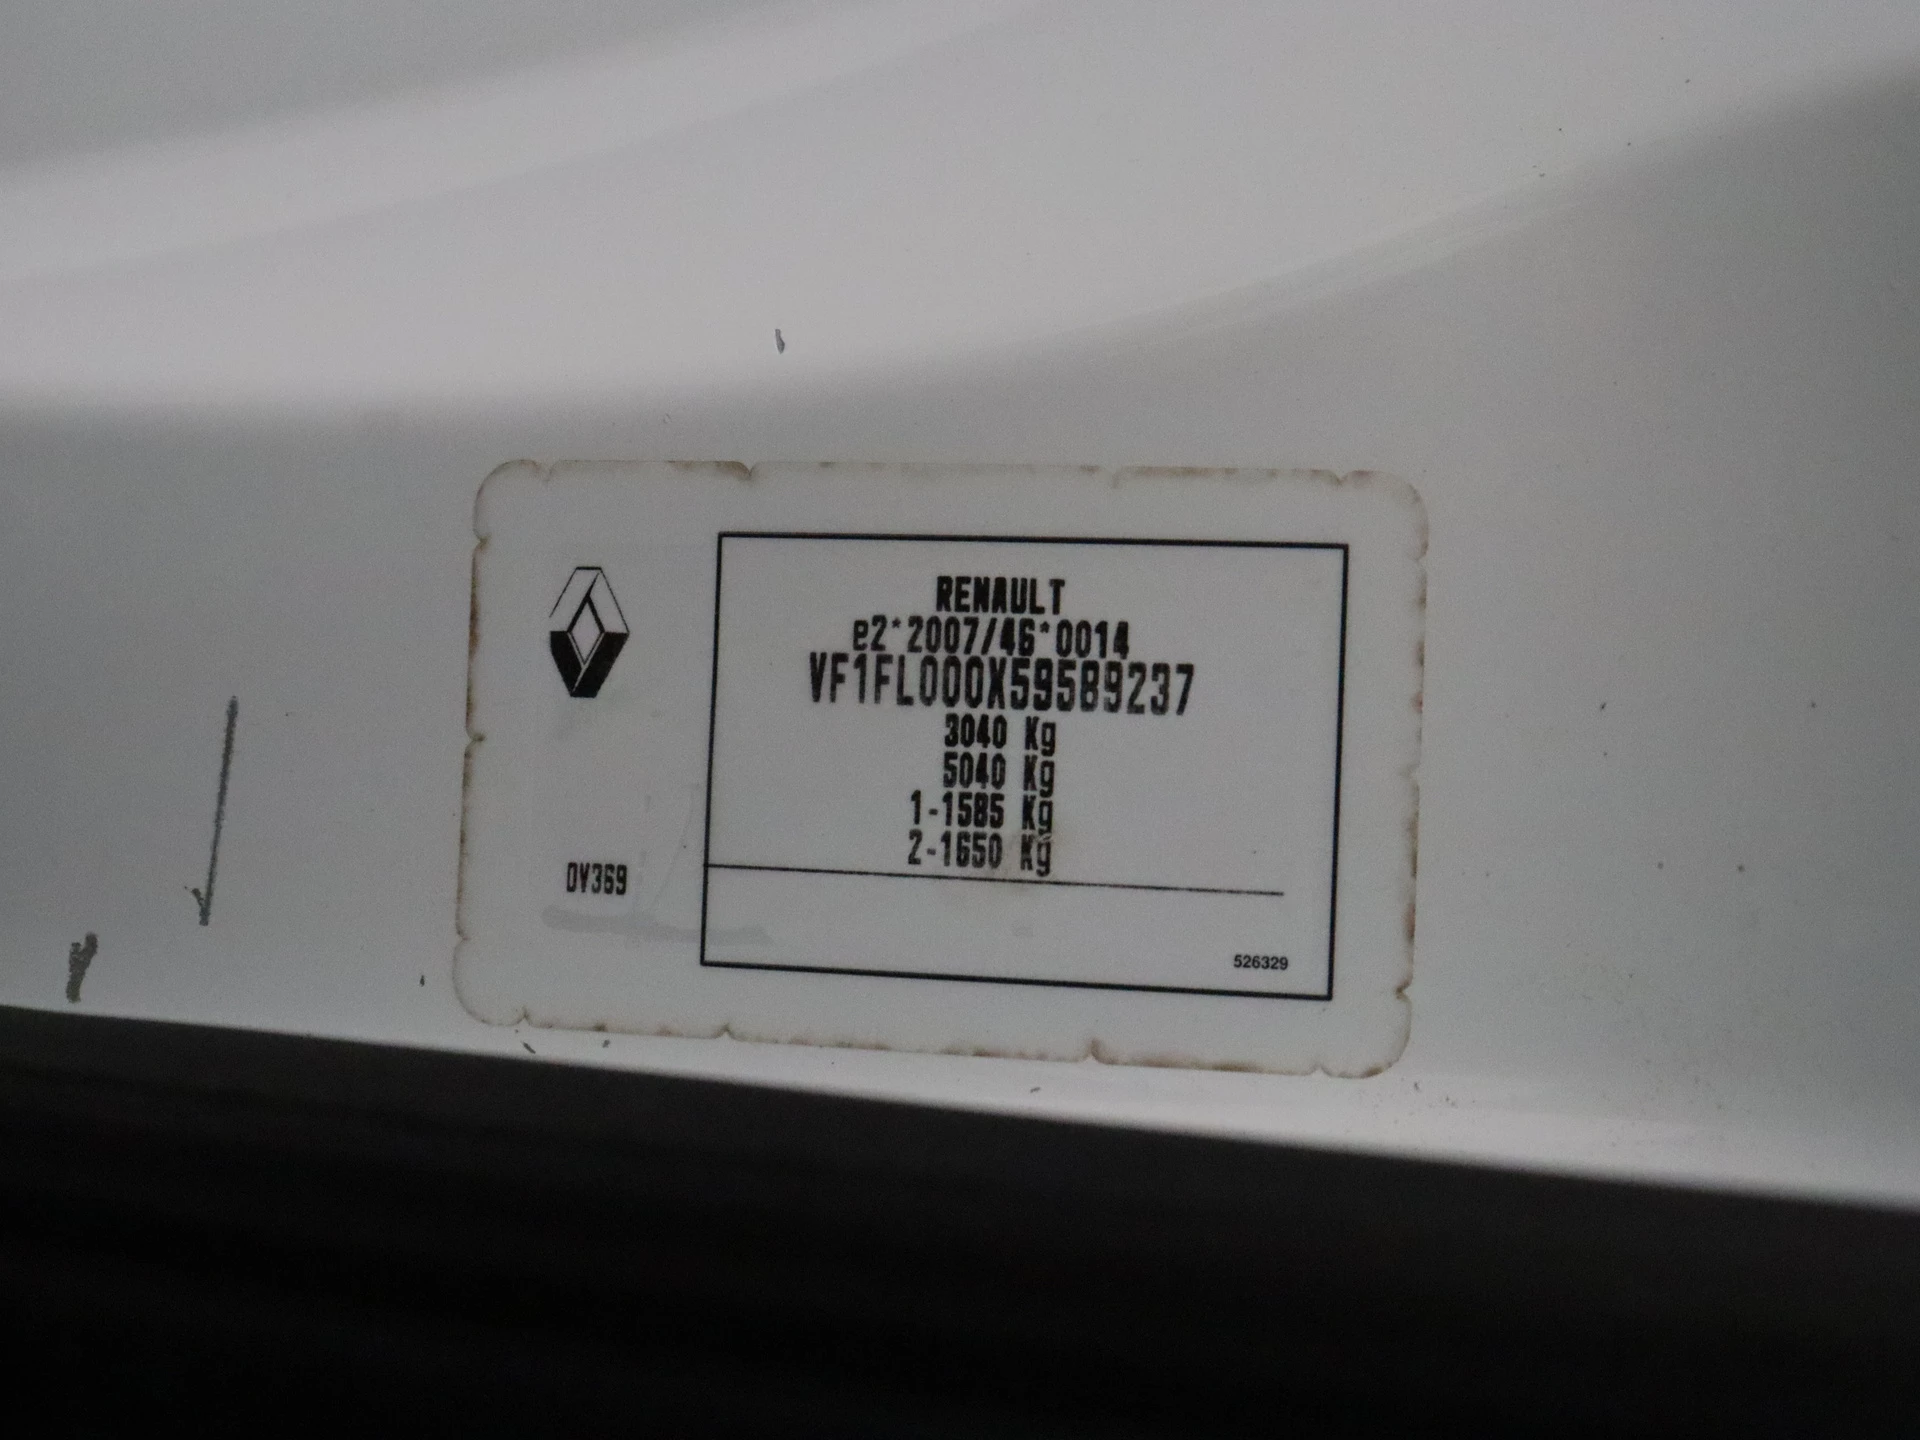 RENAULT
e2*2007/46*0014
VF1FL000X59589237
3040 Kg
5040 Kg
1-1585 Kg
2-1650 Kg
DV369
526329